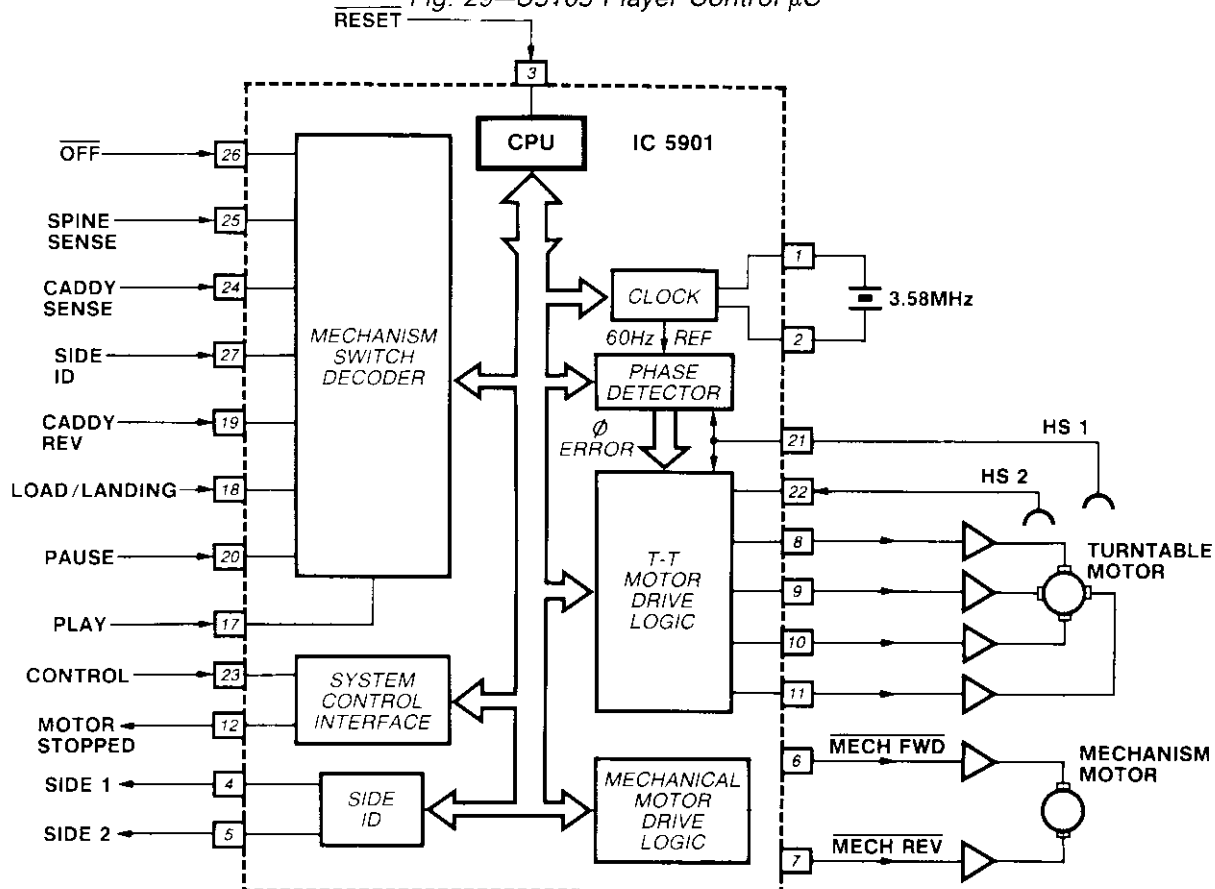 RESET
3
CPU
IC 5901
OFF
26
SPINE
SENSE
25
CADDY
SENSE
24
SIDE
ID
27
CADDY
REV
19
LOAD/LANDING
18
PAUSE
20
PLAY
17
CONTROL
23
MOTOR
STOPPED
12
SIDE 1
4
SIDE 2
5
MECHANISM
SWITCH
DECODER
SYSTEM
CONTROL
INTERFACE
SIDE
ID
CLOCK
60Hz REF
PHASE
DETECTOR
Ø
ERROR
T-T
MOTOR
DRIVE
LOGIC
MECHANICAL
MOTOR
DRIVE
LOGIC
1
2
3.58MHz
21
HS 1
22
HS 2
8
9
10
11
TURNTABLE
MOTOR
6
MECH FWD
7
MECH REV
MECHANISM
MOTOR